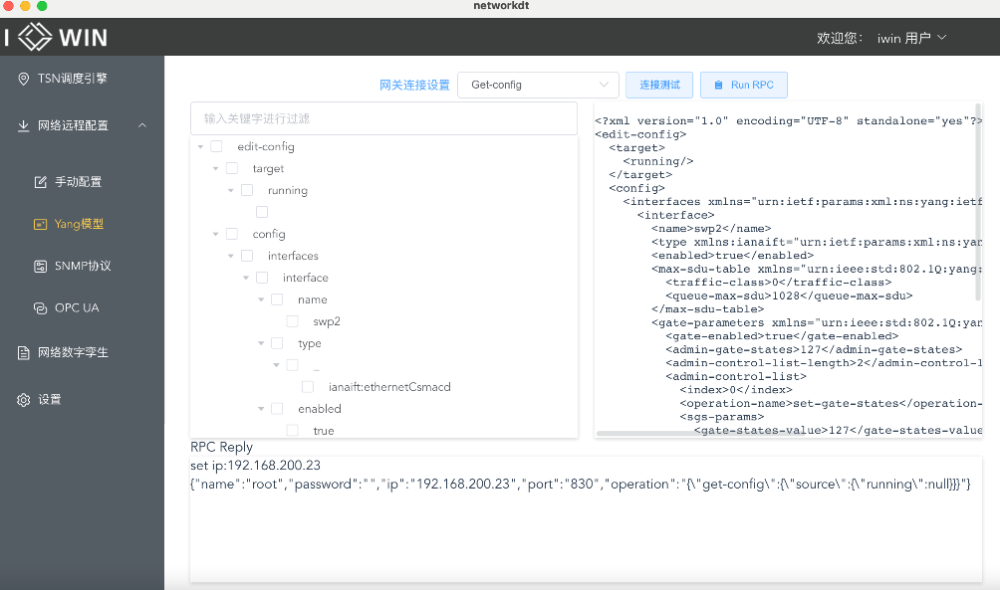 networkdt
I WIN
欢迎您： iwin 用户
TSN调度引擎
网络远程配置
手动配置
Yang模型
SNMP协议
OPC UA
网络数字孪生
设置
网关连接设置 Get-config 连接测试 Run RPC
输入关键字进行过滤
edit-config
target
running
config
interfaces
interface
name
swp2
type
_
ianaift:ethernetCsmacd
enabled
true
<?xml version="1.0" encoding="UTF-8" standalone="yes"?>
<edit-config>
<target>
<running/>
</target>
<config>
<interfaces xmlns="urn:ietf:params:xml:ns:yang:ietf
<interface>
<name>swp2</name>
<type xmlns:ianaift="urn:ietf:params:xml:ns:yan
<enabled>true</enabled>
<max-sdu-table xmlns="urn:ieee:std:802.1Q:yang:
<traffic-class>0</traffic-class>
<queue-max-sdu>1028</queue-max-sdu>
</max-sdu-table>
<gate-parameters xmlns="urn:ieee:std:802.1Q:yan
<gate-enabled>true</gate-enabled>
<admin-gate-states>127</admin-gate-states>
<admin-control-list-length>2</admin-control-l
<admin-control-list>
<index>0</index>
<operation-name>set-gate-states</operation-
<sgs-params>
<gate-states-value>127</gate-states-value
RPC Reply
set ip:192.168.200.23
{"name":"root","password":"","ip":"192.168.200.23","port":"830","operation":"{\"get-config\":{\"source\":{\"running\":null}}}"}